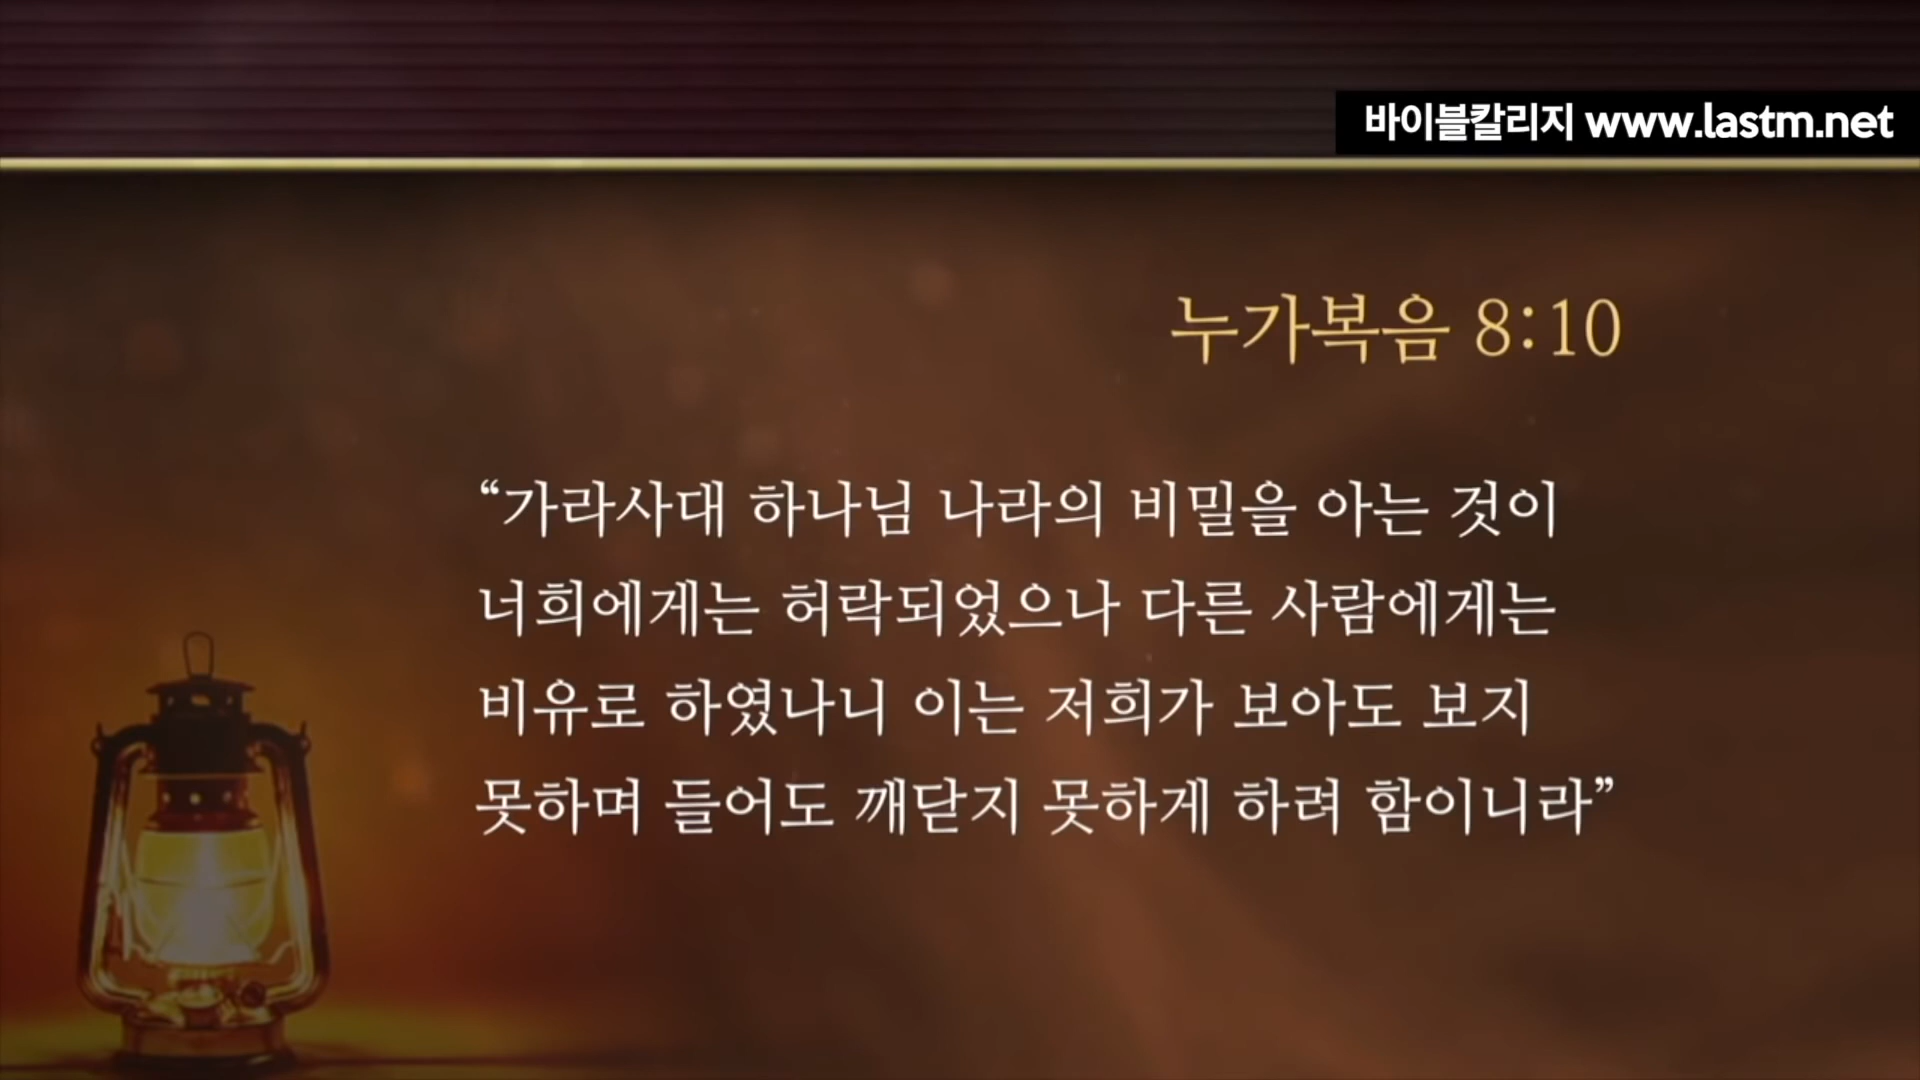 바이블칼리지 www.lastm.net
누가복음 8:10
“가라사대 하나님 나라의 비밀을 아는 것이
너희에게는 허락되었으나 다른 사람에게는
비유로 하였나니 이는 저희가 보아도 보지
못하며 들어도 깨닫지 못하게 하려 함이니라”